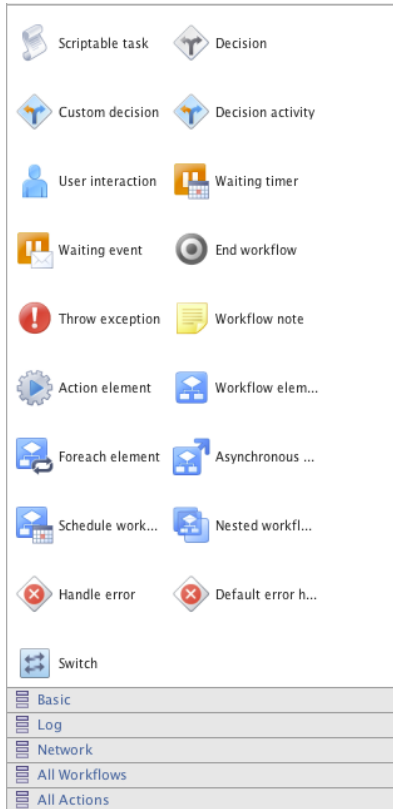 Scriptable task
Decision
Custom decision
Decision activity
User interaction
Waiting timer
Waiting event
End workflow
Throw exception
Workflow note
Action element
Workflow elem...
Foreach element
Asynchronous ...
Schedule work...
Nested workfl...
Handle error
Default error h...
Switch
Basic
Log
Network
All Workflows
All Actions